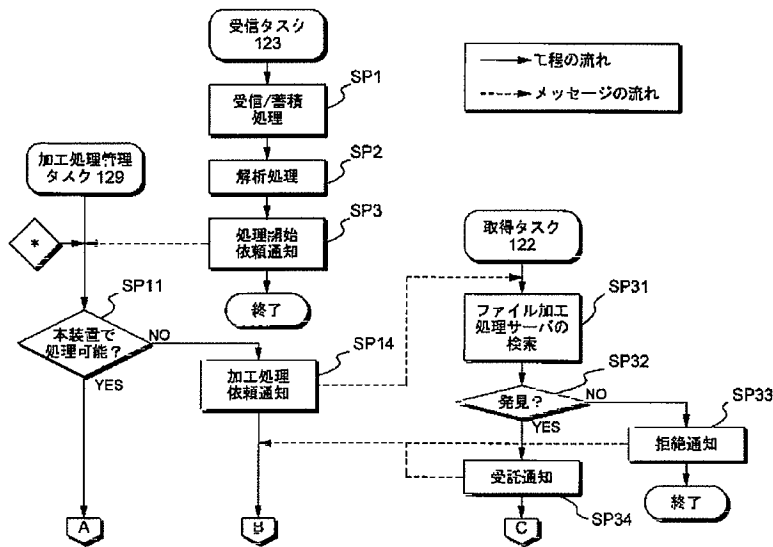 受信タスク
123
SP1
受信/蓄積
処理
SP2
解析処理
SP3
処理開始
依頼通知
終了
工程の流れ
メッセージの流れ
加工処理管理
タスク129
*
SP11
本装置で
処理可能?
NO
YES
SP14
加工処理
依頼通知
取得タスク
122
SP31
ファイル加工
処理サーバの
検索
SP32
発見?
NO
YES
SP33
拒絶通知
終了
受託通知
SP34
A
B
C